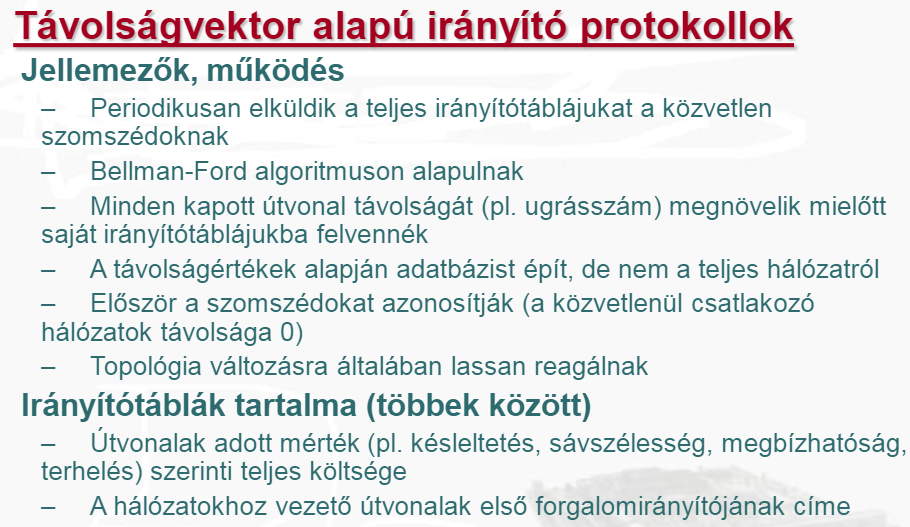 Távolságvektor alapú irányító protokollok
Jellemezők, működés
– Periodikusan elküldik a teljes irányítótáblájukat a közvetlen
szomszédoknak
– Bellman-Ford algoritmuson alapulnak
– Minden kapott útvonal távolságát (pl. ugrásszám) megnövelik mielőtt
saját irányítótáblájukba felvennék
– A távolságértékek alapján adatbázist épít, de nem a teljes hálózatról
– Először a szomszédokat azonosítják (a közvetlenül csatlakozó
hálózatok távolsága 0)
– Topológia változásra általában lassan reagálnak
Irányítótáblák tartalma (többek között)
– Útvonalak adott mérték (pl. késleltetés, sávszélesség, megbízhatóság,
terhelés) szerinti teljes költsége
– A hálózatokhoz vezető útvonalak első forgalomirányítójának címe